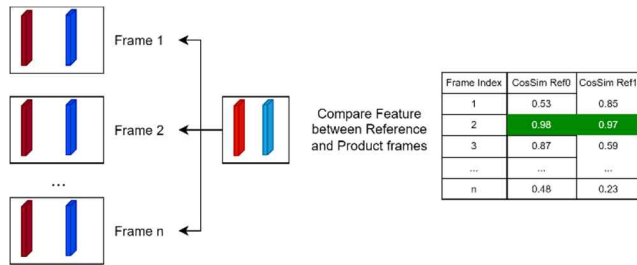 Frame 1
Frame 2
...
Frame n
Compare Feature
between Reference
and Product frames
Frame Index CosSim Ref0 CosSim Ref1
1 0.53 0.85
2 0.98 0.97
3 0.87 0.59
... ... ...
n 0.48 0.23